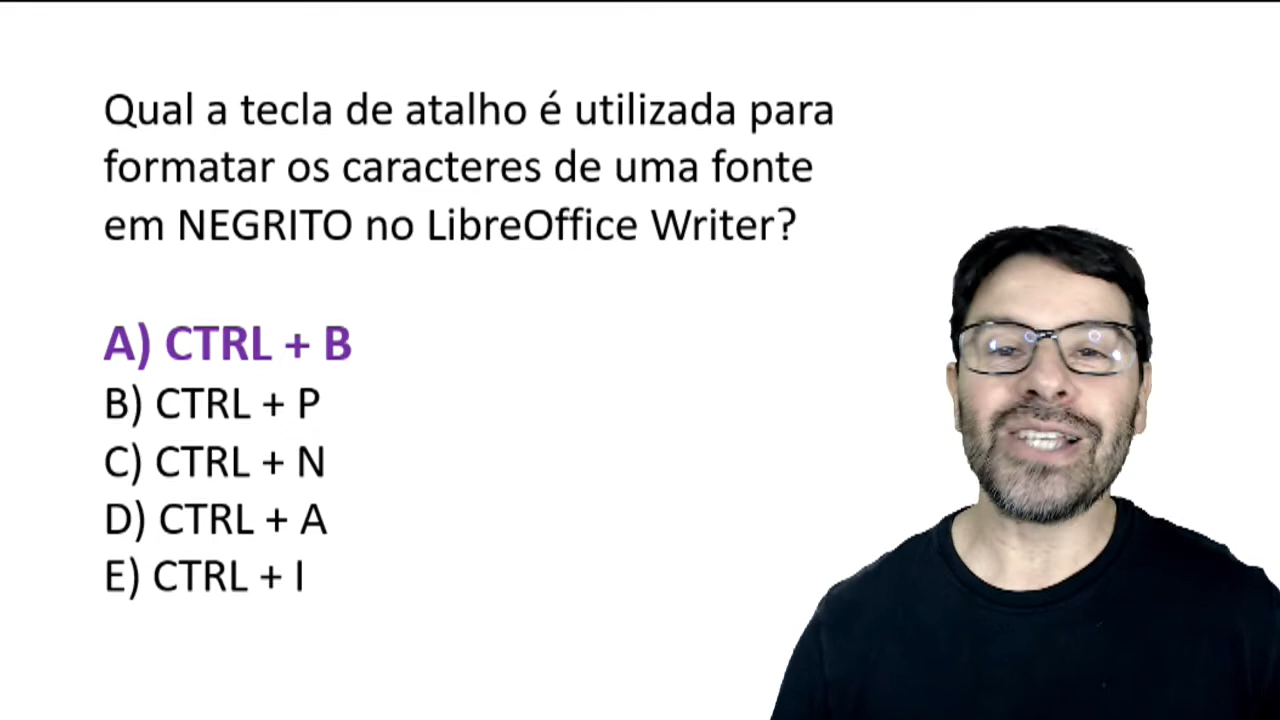 Qual a tecla de atalho é utilizada para
formatar os caracteres de uma fonte
em NEGRITO no LibreOffice Writer?
A) CTRL + B
B) CTRL + P
C) CTRL + N
D) CTRL + A
E) CTRL + I